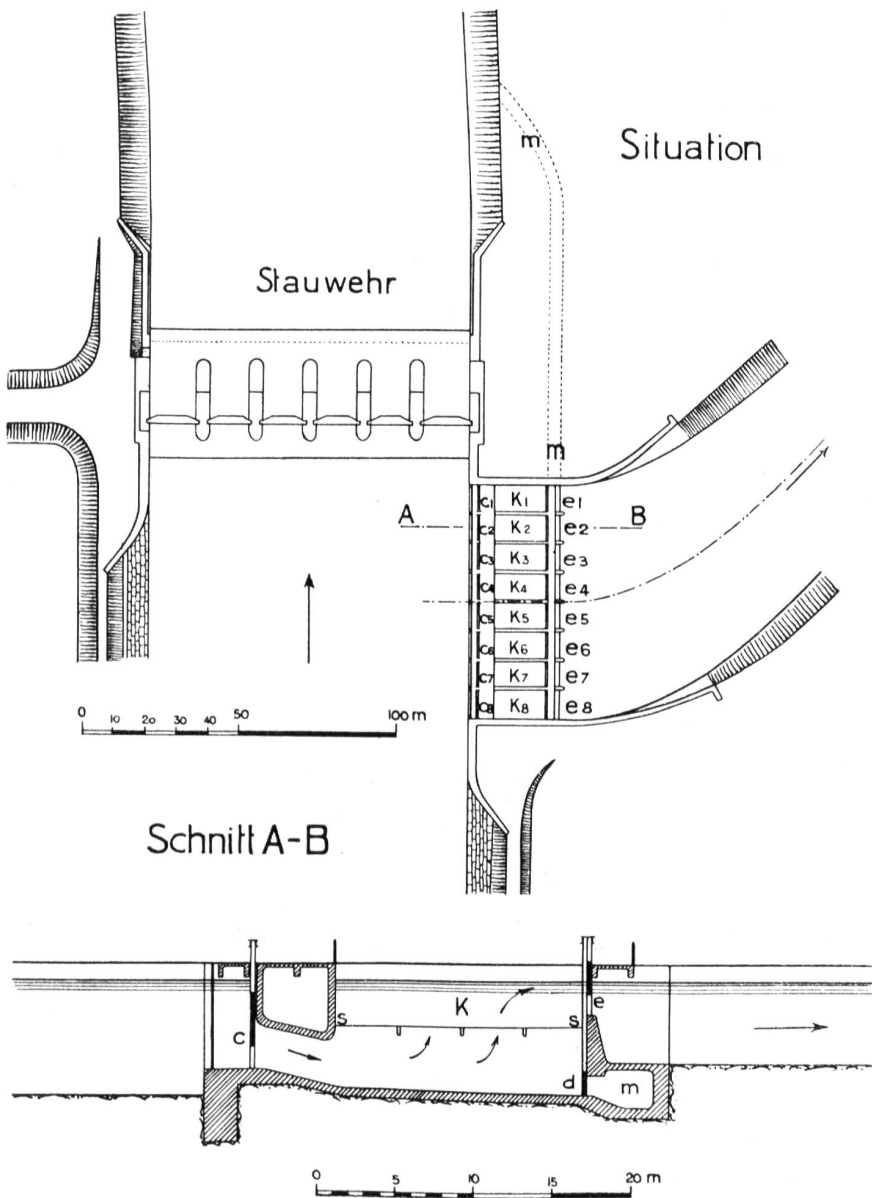 m
Situation
Stauwehr
m
A
B
C1 K1 e1
C2 K2 e2
C3 K3 e3
C4 K4 e4
C5 K5 e5
C6 K6 e6
C7 K7 e7
C8 K8 e8
0 10 20 30 40 50 100 m
Schnitt A-B
K
e
s s
c
d
m
0 5 10 15 20 m